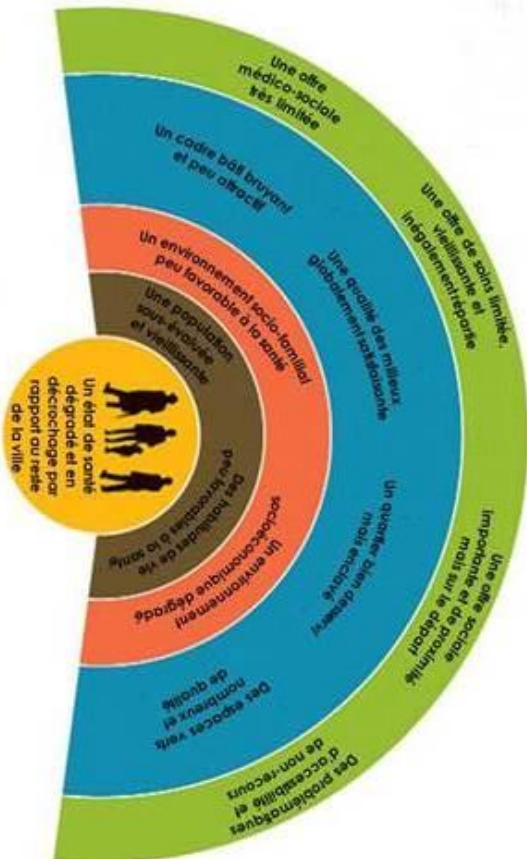 Une offre
médico-sociale
très limitée
Une offre de soins limitée,
vieillissante et
inégalement répartie
Une offre sociale
importante et de proximité
mais sur le départ
Des problématiques
d'accessibilité et
de non-recours
Un cadre bâti bruyant
et peu attractif
Une qualité des milieux
globalement satisfaisante
Un quartier bien desservi
mais enclavé
Des espaces verts
nombreux et
de qualité
Un environnement socio-familial
peu favorable à la santé
Un environnement
socioéconomique dégradé
Une population
sous-évaluée
et vieillissante
Des habitudes de vie
peu favorables à la santé
Un état de santé
dégradé et en
décrochage par
rapport au reste
de la ville